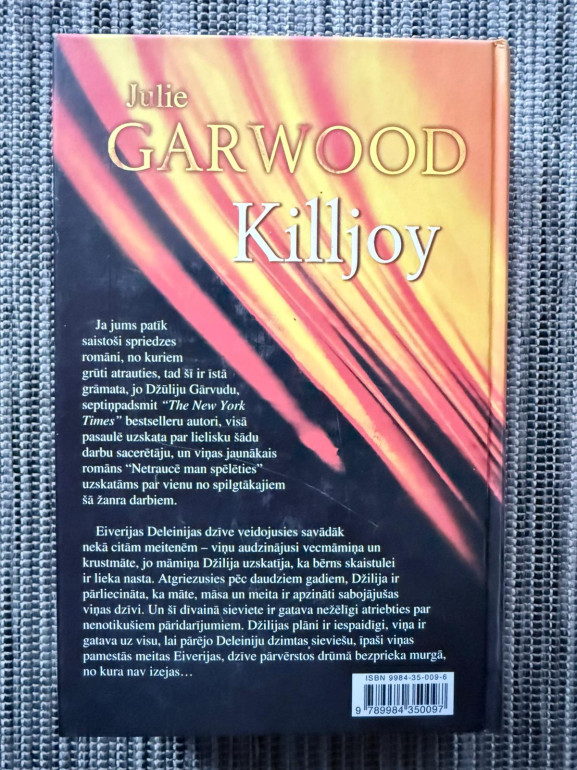 Julie
GARWOOD
Killjoy
Ja jums patīk
saistoši spriedzes
romāni, no kuriem
grūti atrauties, tad šī ir īstā
grāmata, jo Džūliju Gārvudu,
septiņpadsmit “The New York
Times” bestselleru autori, visā
pasaulē uzskata par lielisku šādu
darbu sacerētāju, un viņas jaunākais
romāns “Netraucē man spēlēties”
uzskatāms par vienu no spilgtākajiem
šā žanra darbiem.
Eiverijas Deleinijas dzīve veidojusies savādāk
nekā citām meitenēm – viņu audzinājusi vecmāmiņa un
krustmāte, jo māmiņa Džilija uzskatīja, ka bērns skaistulei
ir lieka nasta. Atgriezusies pēc daudziem gadiem, Džilija ir
pārliecināta, ka māte, māsa un meita ir apzināti sabojājušas
viņas dzīvi. Un šī dīvainā sieviete ir gatava nežēlīgi atriebties par
nenotikušiem pāridarījumiem. Džilijas plāni ir iespaidīgi, viņa ir
gatava uz visu, lai pārējo Deleiniju dzimtas sieviešu, īpaši viņas
pamestās meitas Eiverijas, dzīve pārvērstos drūmā bezprieka murgā,
no kura nav izejas…
ISBN 9984-35-009-6
9 789984 350097